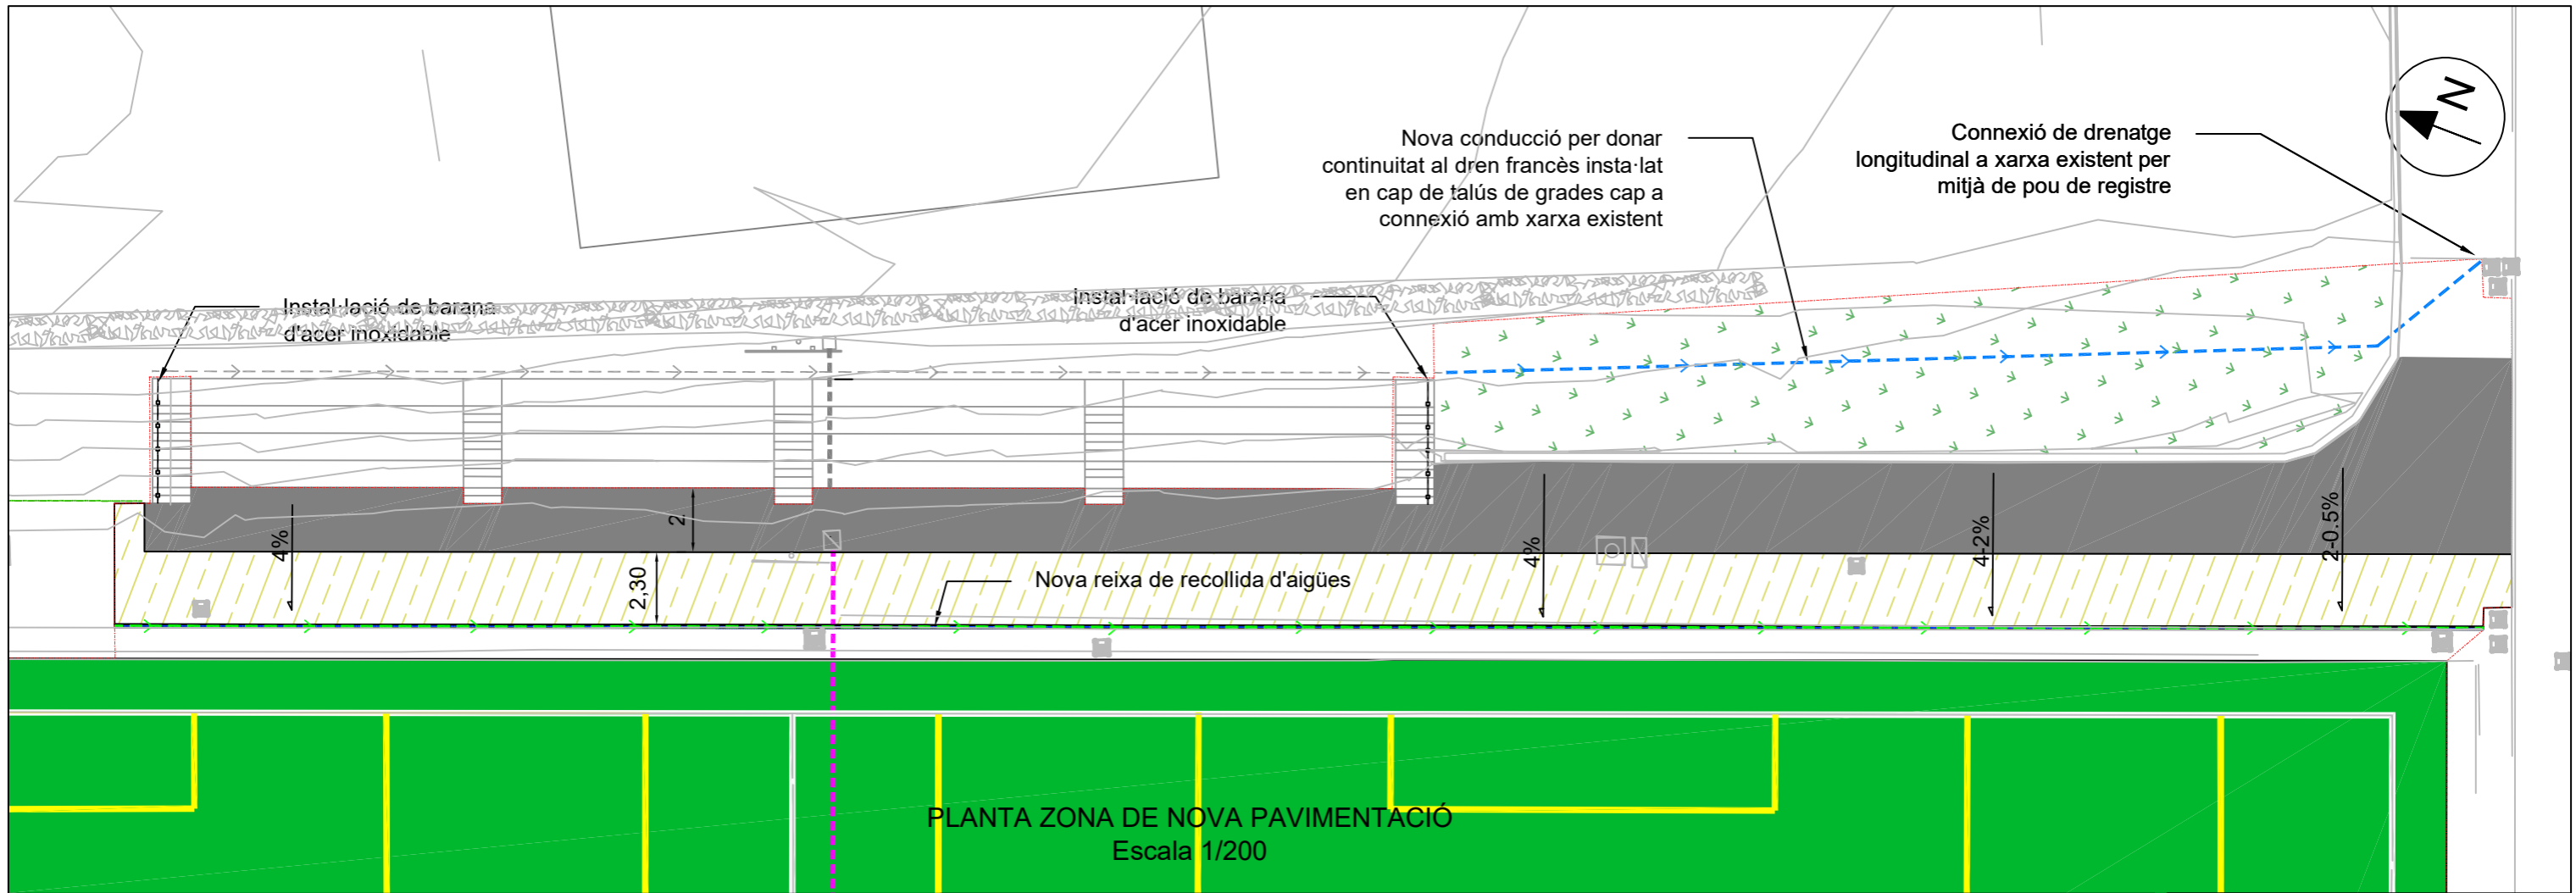 N
Nova conducció per donar
continuitat al dren francès insta·lat
en cap de talús de grades cap a
connexió amb xarxa existent
Connexió de drenatge
longitudinal a xarxa existent per
mitjà de pou de registre
Instal·lació de barana
d'acer inoxidable
Instal·lació de barana
d'acer inoxidable
4%
2
2,30
4%
4-2%
2-0.5%
Nova reixa de recollida d'aigües
PLANTA ZONA DE NOVA PAVIMENTACIÓ
Escala 1/200